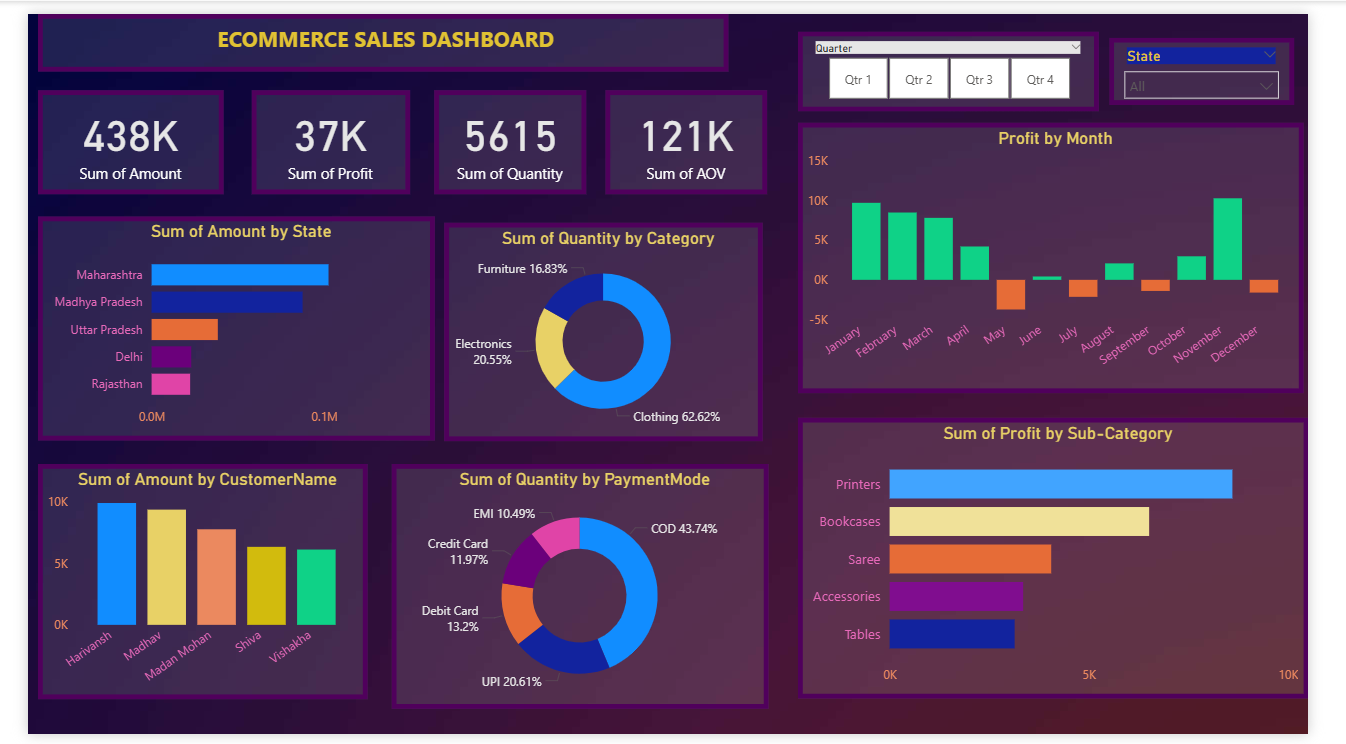 ECOMMERCE SALES DASHBOARD
Quarter
Qtr 1
Qtr 2
Qtr 3
Qtr 4
State
All
438K
Sum of Amount
37K
Sum of Profit
5615
Sum of Quantity
121K
Sum of AOV
Profit by Month
15K
10K
5K
0K
-5K
January
February
March
April
May
June
July
August
September
October
November
December
Sum of Amount by State
Maharashtra
Madhya Pradesh
Uttar Pradesh
Delhi
Rajasthan
0.0M
0.1M
Sum of Quantity by Category
Furniture 16.83%
Electronics
20.55%
Clothing 62.62%
Sum of Amount by CustomerName
10K
5K
0K
Harivansh
Madhav
Madan Mohan
Shiva
Vishakha
Sum of Quantity by PaymentMode
EMI 10.49%
COD 43.74%
Credit Card
11.97%
Debit Card
13.2%
UPI 20.61%
Sum of Profit by Sub-Category
Printers
Bookcases
Saree
Accessories
Tables
0K
5K
10K